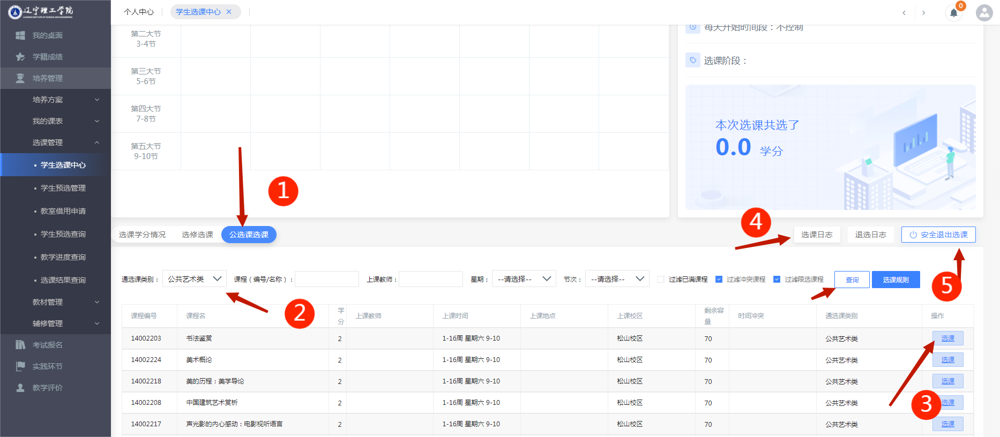 辽宁理工学院
LIAONING INSTITUTE OF SCIENCE AND ENGINEERING
个人中心
学生选课中心 ×
0
我的桌面
学籍成绩
培养管理
培养方案
我的课表
选课管理
学生选课中心
学生预选管理
教室借用申请
学生预选查询
教学进度查询
选课结果查询
教材管理
辅修管理
考试报名
实践环节
教学评价
第二大节
3-4节
第三大节
5-6节
第四大节
7-8节
第五大节
9-10节
每天开始时间段：不控制
选课阶段：
本次选课共选了
0.0 学分
1
4
选课学分情况 选修选课 公选课选课
选课日志 退选日志 安全退出选课
通选课类别： 公共艺术类 课程（编号/名称）： 上课教师： 星期： --请选择-- 节次： --请选择-- 过滤已满课程 过滤冲突课程 过滤限选课程 查询 选课规则
5
2
课程编号 课程名 学分 上课教师 上课时间 上课地点 上课校区 剩余容量 时间冲突 通选课类别 操作
14002203 书法鉴赏 2 1-16周 星期六 9-10 松山校区 70 公共艺术类 选课
14002224 美术概论 2 1-16周 星期六 9-10 松山校区 70 公共艺术类 选课
14002218 美的历程：美学导论 2 1-16周 星期六 9-10 松山校区 70 公共艺术类 选课
14002208 中国建筑艺术赏析 2 1-16周 星期六 9-10 松山校区 70 公共艺术类 选课
3
14002217 声光影的内心感动：电影视听语言 2 1-16周 星期六 9-10 松山校区 70 公共艺术类 选课